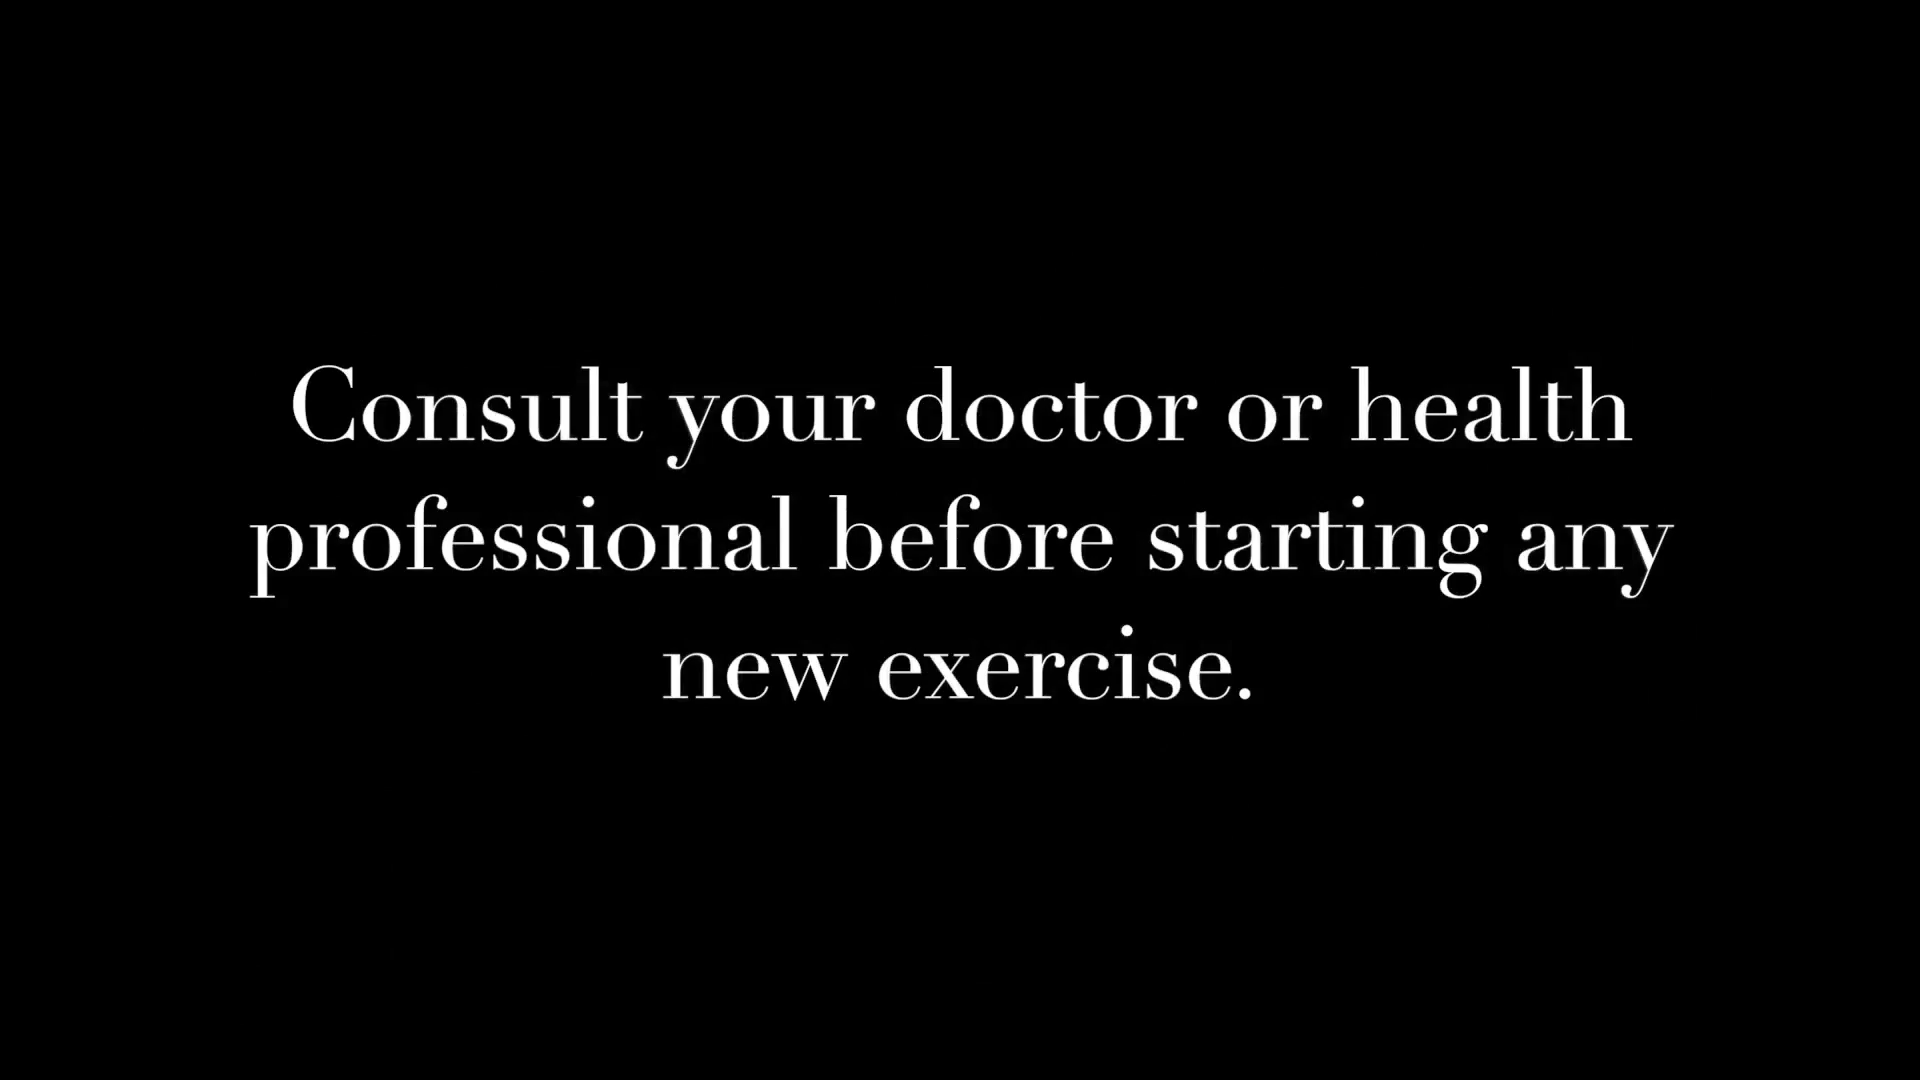 Consult your doctor or health
professional before starting any
new exercise.